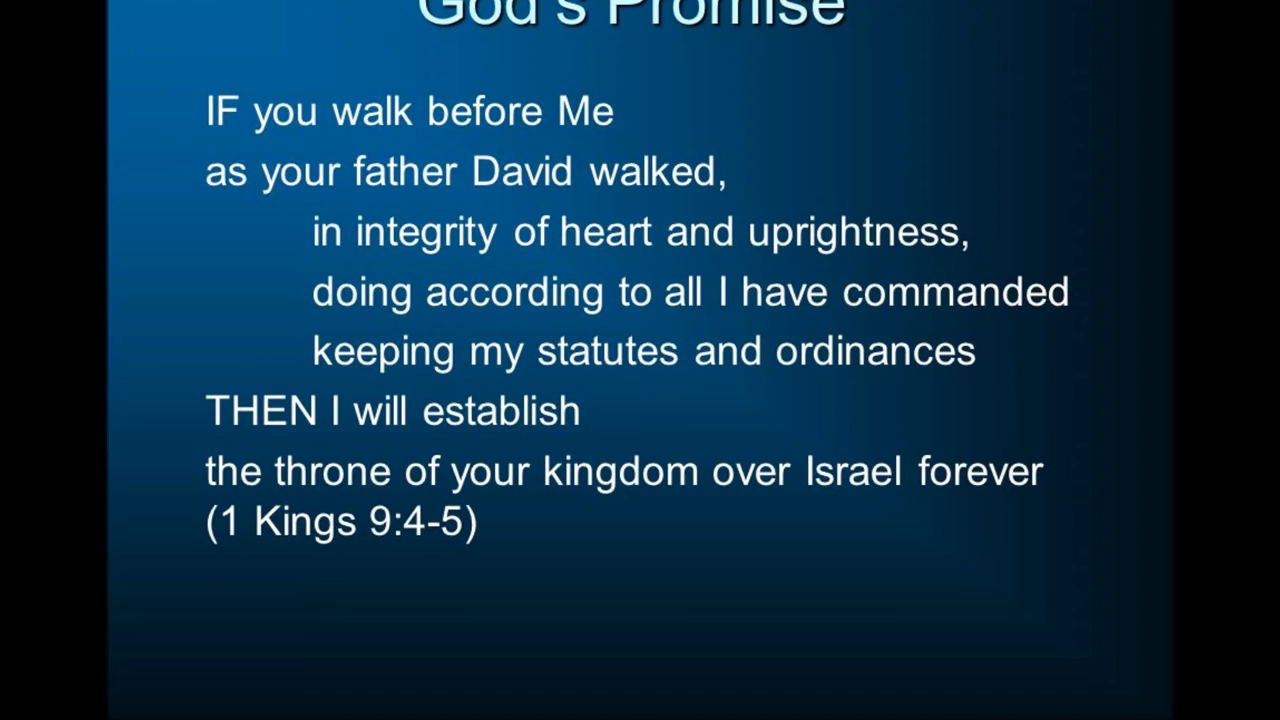 God's Promise
IF you walk before Me
as your father David walked,
in integrity of heart and uprightness,
doing according to all I have commanded
keeping my statutes and ordinances
THEN I will establish
the throne of your kingdom over Israel forever
(1 Kings 9:4-5)